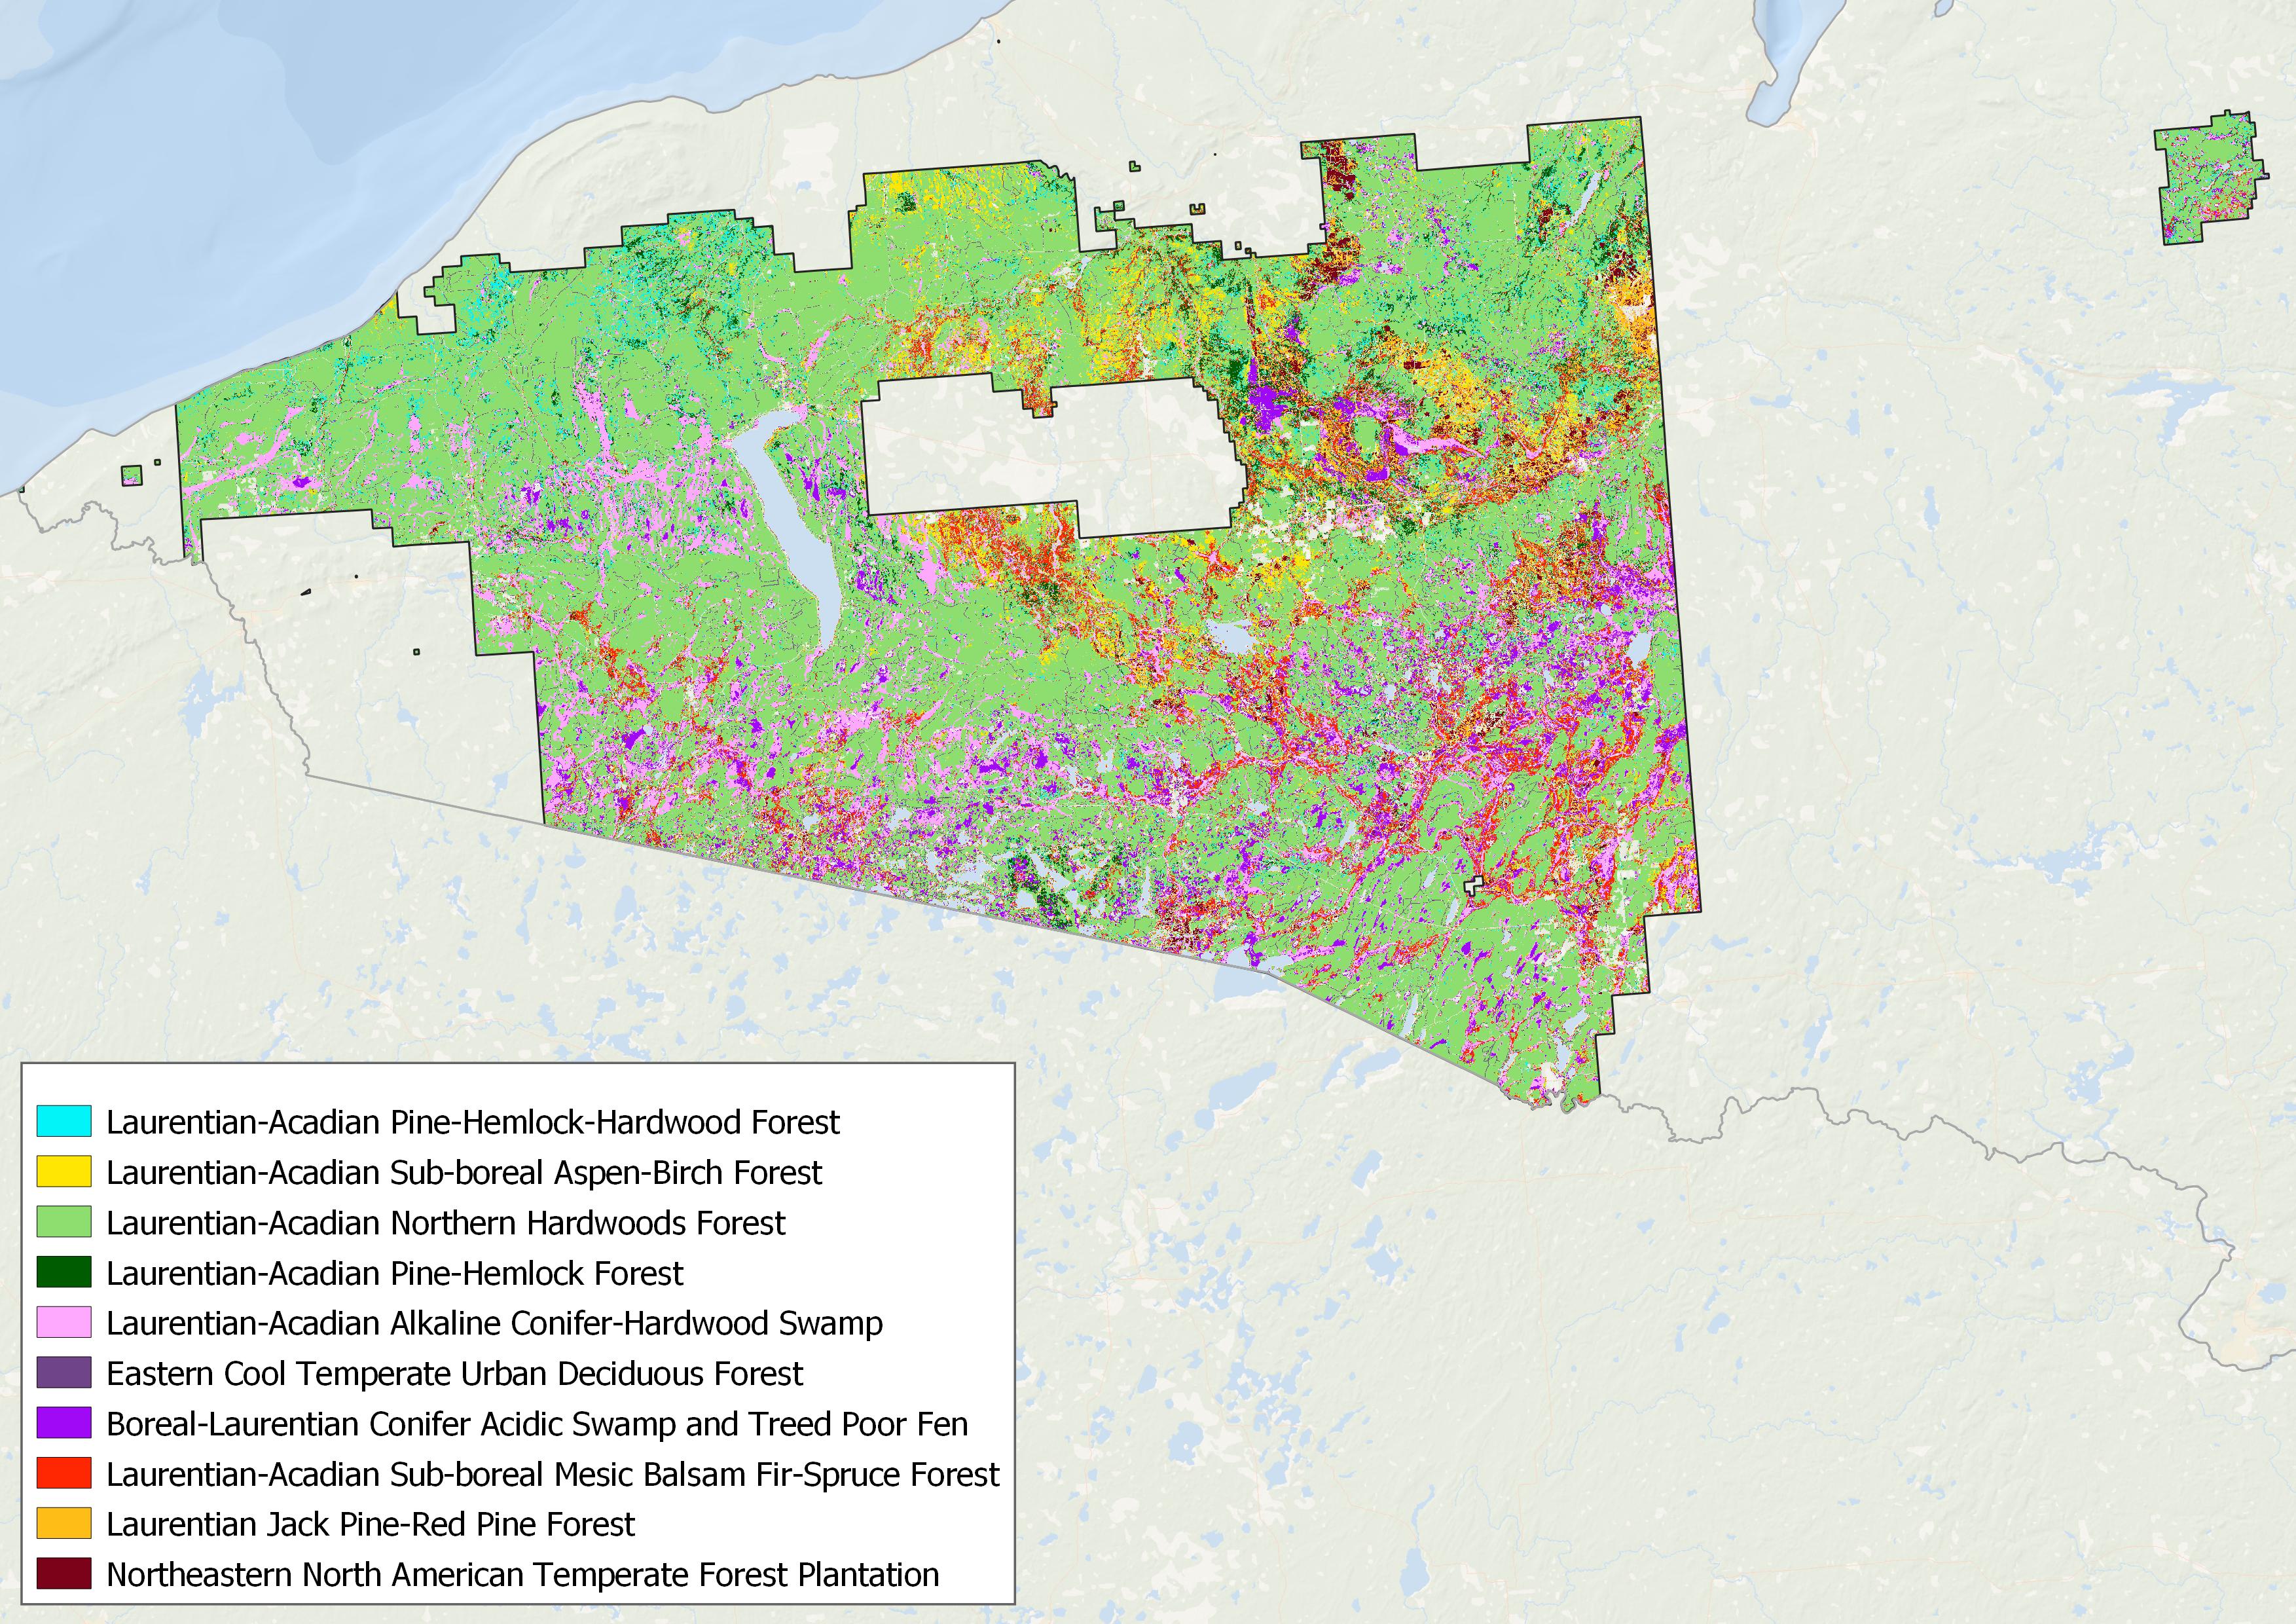 Laurentian-Acadian Pine-Hemlock-Hardwood Forest
Laurentian-Acadian Sub-boreal Aspen-Birch Forest
Laurentian-Acadian Northern Hardwoods Forest
Laurentian-Acadian Pine-Hemlock Forest
Laurentian-Acadian Alkaline Conifer-Hardwood Swamp
Eastern Cool Temperate Urban Deciduous Forest
Boreal-Laurentian Conifer Acidic Swamp and Treed Poor Fen
Laurentian-Acadian Sub-boreal Mesic Balsam Fir-Spruce Forest
Laurentian Jack Pine-Red Pine Forest
Northeastern North American Temperate Forest Plantation